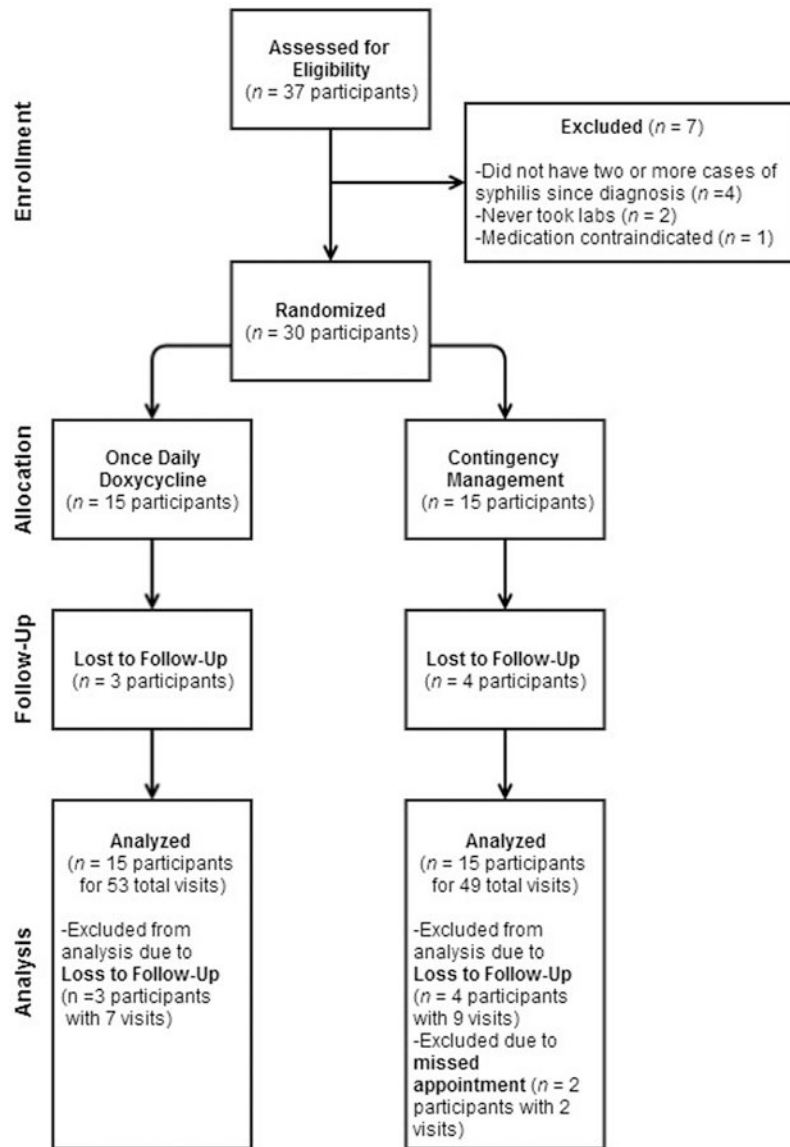 Enrollment
Assessed for
Eligibility
(n = 37 participants)
Excluded (n = 7)
-Did not have two or more cases of
syphilis since diagnosis (n =4)
-Never took labs (n = 2)
-Medication contraindicated (n = 1)
Randomized
(n = 30 participants)
Allocation
Once Daily
Doxycycline
(n = 15 participants)
Contingency
Management
(n = 15 participants)
Follow-Up
Lost to Follow-Up
(n = 3 participants)
Lost to Follow-Up
(n = 4 participants)
Analysis
Analyzed
(n = 15 participants
for 53 total visits)
-Excluded from
analysis due to
Loss to Follow-Up
(n =3 participants
with 7 visits)
Analyzed
(n = 15 participants
for 49 total visits)
-Excluded from
analysis due to
Loss to Follow-Up
(n = 4 participants
with 9 visits)
-Excluded due to
missed
appointment (n = 2
participants with 2
visits)